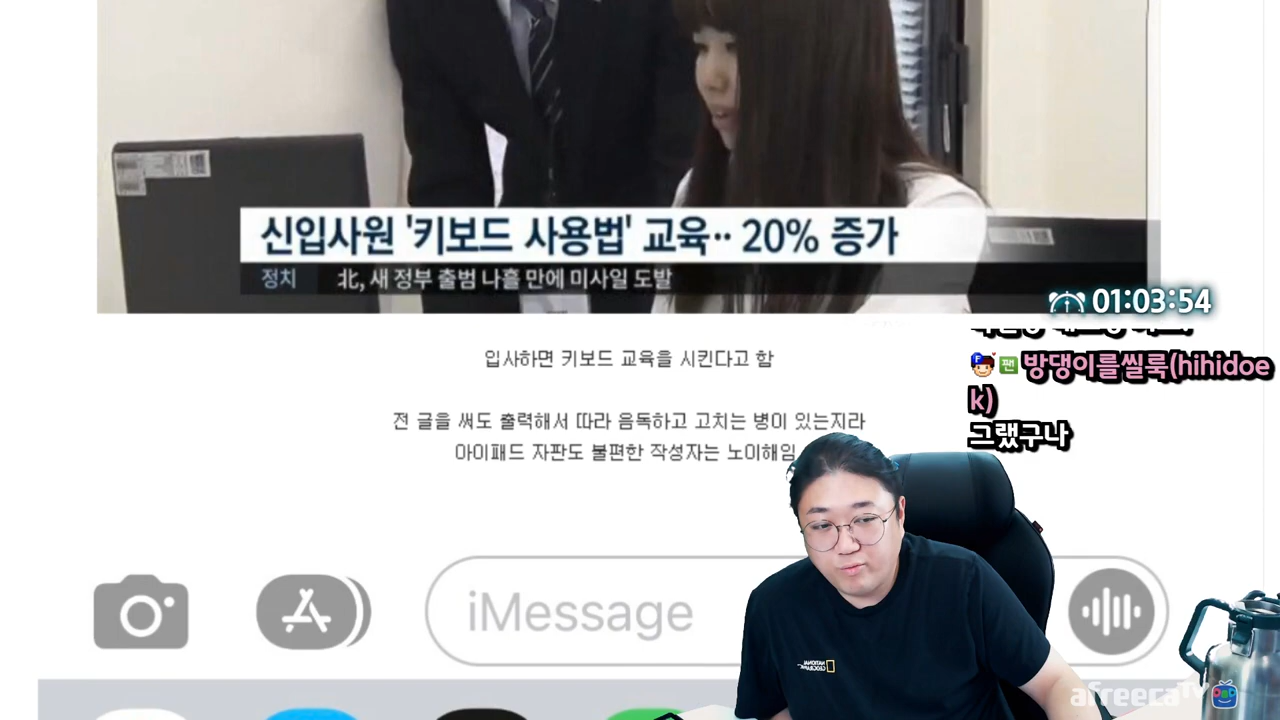 신입사원 '키보드 사용법' 교육‥ 20% 증가
정치 北, 새 정부 출범 나흘 만에 미사일 도발
01:03:54
입사하면 키보드 교육을 시킨다고 함
전 글을 써도 출력해서 따라 음독하고 고치는 병이 있는지라
아이패드 자판도 불편한 작성자는 노이해임
F 짼 방댕이를씰룩(hihidoe
k)
그랬구나
iMessage
NATIONAL
GEOGRAPHIC
afreecaTV